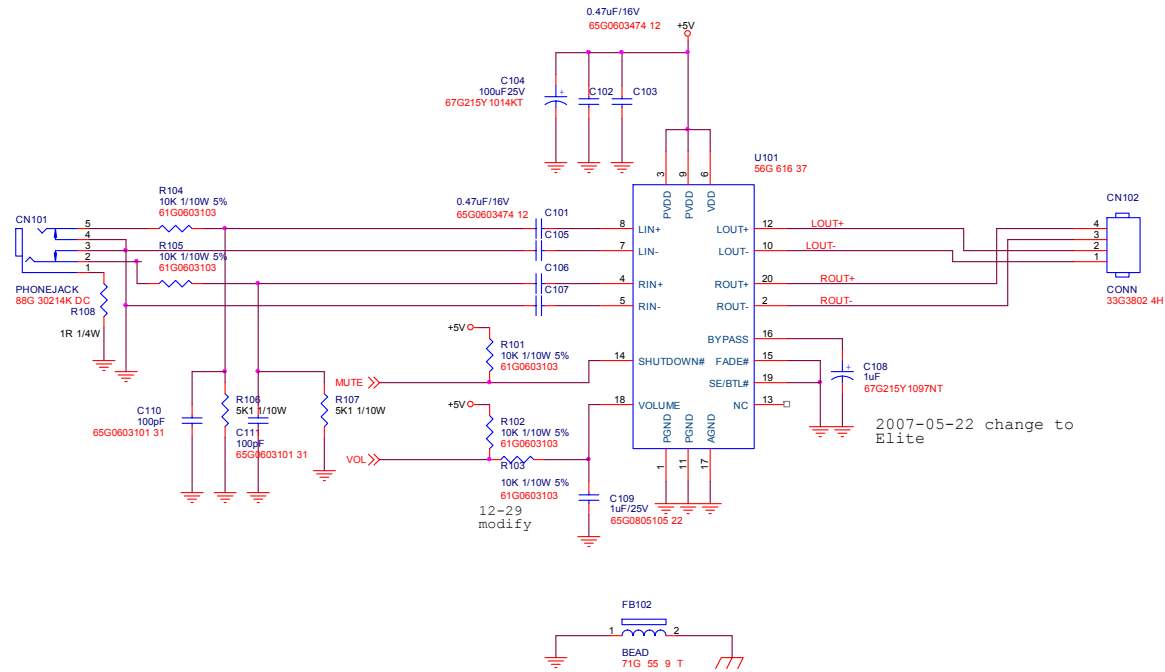 0.47uF/16V
65G0603474 12
+5V
C104
100uF25V
67G215Y1014KT
C102
C103
U101
56G 616 37
3
9
6
PVDD
PVDD
VDD
R104
10K 1/10W 5%
61G0603103
0.47uF/16V
65G0603474 12
CN101
5
4
3
2
1
PHONEJACK
88G 30214K DC
R108
1R 1/4W
R105
10K 1/10W 5%
61G0603103
C101
C105
C106
C107
8
LIN+
7
LIN-
4
RIN+
5
RIN-
14
SHUTDOWN#
18
VOLUME
LOUT+
12
LOUT+
LOUT-
10
LOUT-
ROUT+
20
ROUT+
ROUT-
2
ROUT-
BYPASS
16
FADE#
15
SE/BTL#
19
NC
13
CN102
4
3
2
1
CONN
33G3802 4H
+5V
R101
10K 1/10W 5%
61G0603103
MUTE
+5V
R102
10K 1/10W 5%
61G0603103
VOL
R103
10K 1/10W 5%
61G0603103
12-29
modify
C110
100pF
65G0603101 31
R106
5K1 1/10W
C111
100pF
65G0603101 31
R107
5K1 1/10W
C108
1uF
67G215Y1097NT
2007-05-22 change to
Elite
PGND
PGND
AGND
1
11
17
C109
1uF/25V
65G0805105 22
FB102
1
2
BEAD
71G 55 9 T